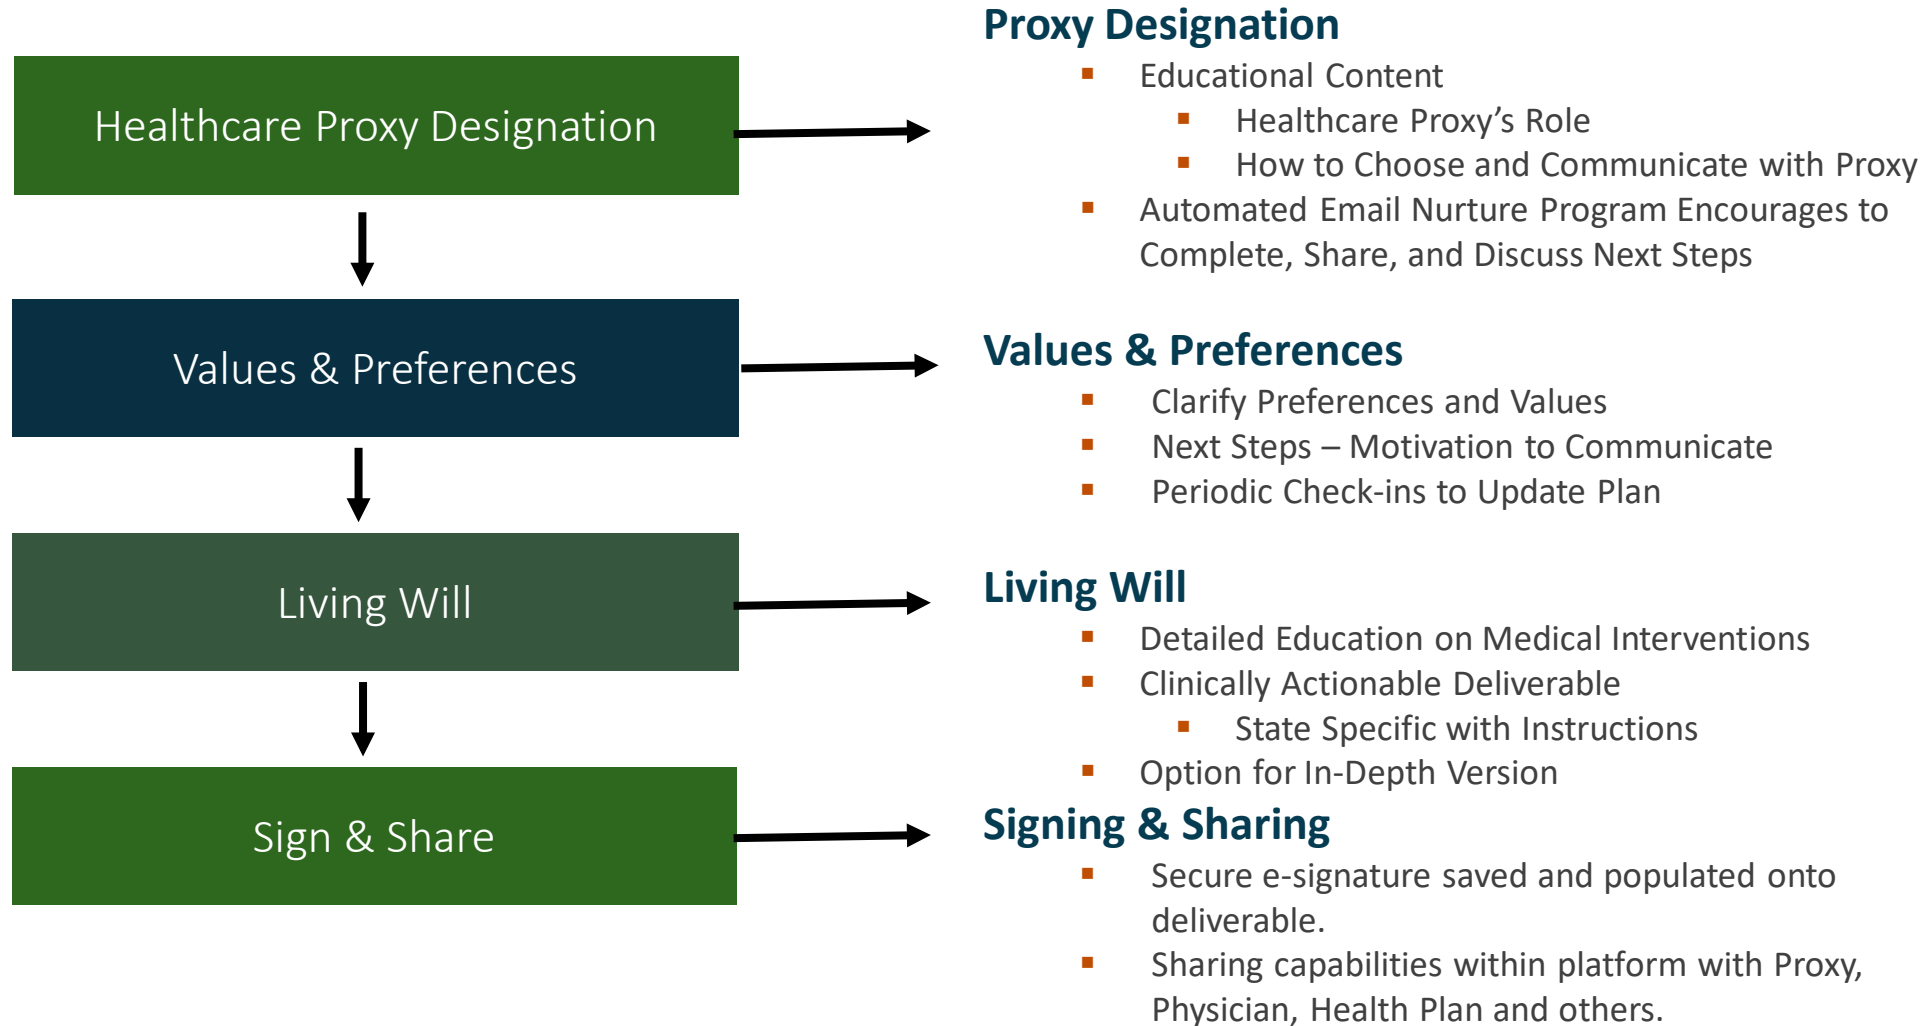 Healthcare Proxy Designation
Proxy Designation
▪ Educational Content
▪ Healthcare Proxy’s Role
▪ How to Choose and Communicate with Proxy
▪ Automated Email Nurture Program Encourages to
Complete, Share, and Discuss Next Steps
Values & Preferences
Values & Preferences
▪ Clarify Preferences and Values
▪ Next Steps – Motivation to Communicate
▪ Periodic Check-ins to Update Plan
Living Will
Living Will
▪ Detailed Education on Medical Interventions
▪ Clinically Actionable Deliverable
▪ State Specific with Instructions
▪ Option for In-Depth Version
Sign & Share
Signing & Sharing
▪ Secure e-signature saved and populated onto
deliverable.
▪ Sharing capabilities within platform with Proxy,
Physician, Health Plan and others.